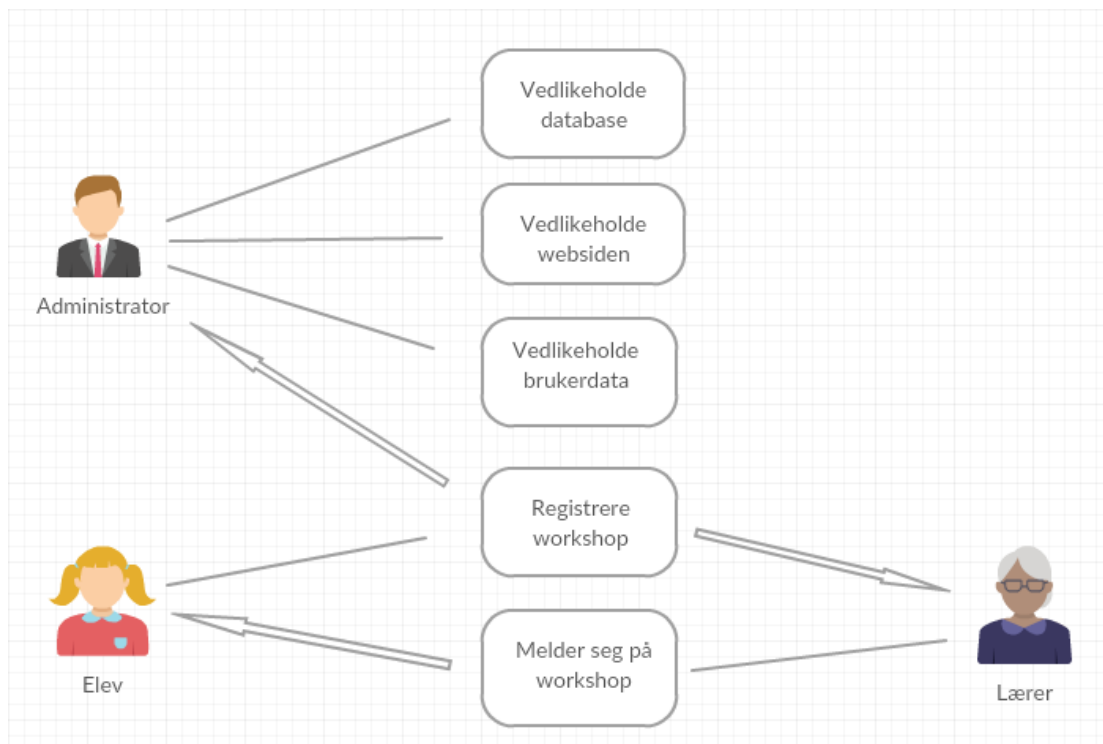 Vedlikeholde
database
Vedlikeholde
websiden
Administrator
Vedlikeholde
brukerdata
Registrere
workshop
Melder seg på
workshop
Elev
Lærer